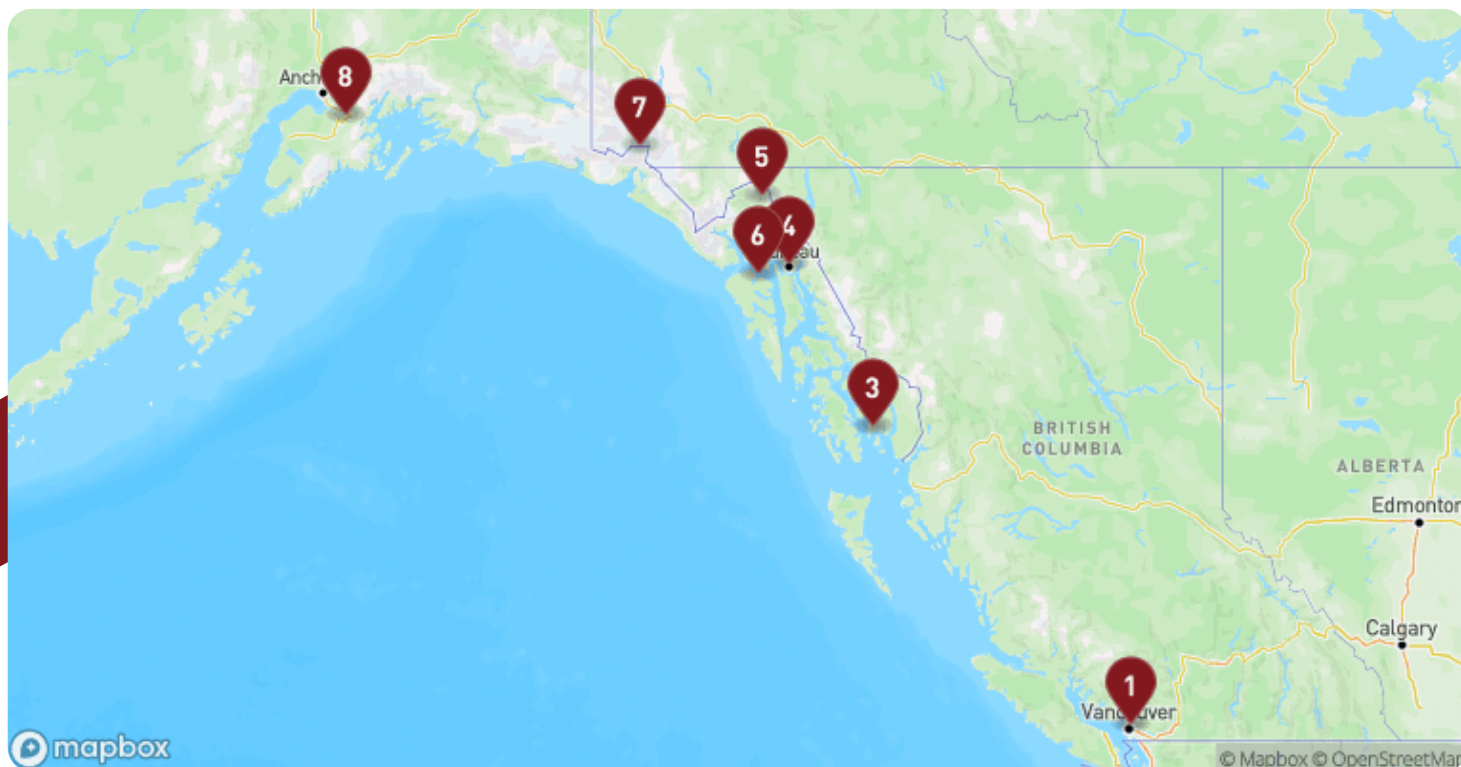 8
Anch
7
5
4
6
au
3
BRITISH
COLUMBIA
ALBERTA
Edmonton
Calgary
1
Vancouver
mapbox
© Mapbox © OpenStreetMap